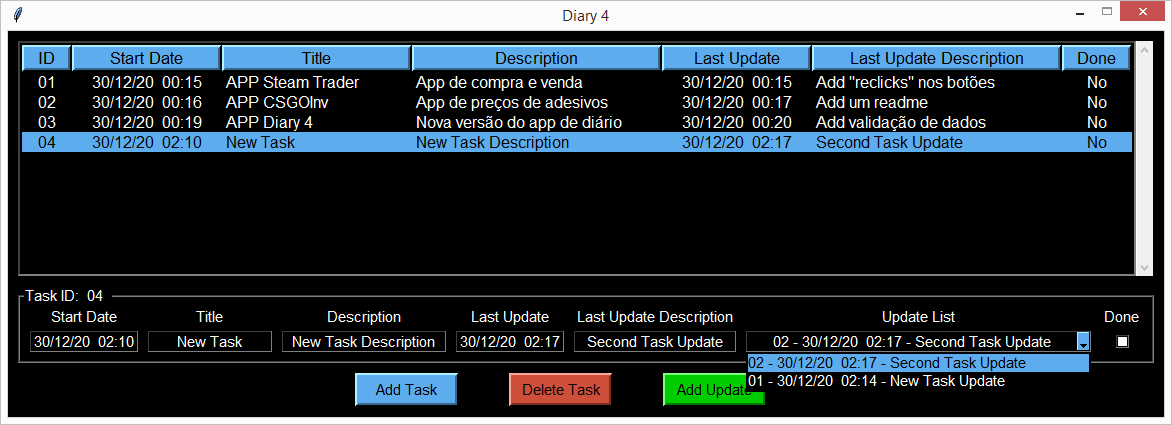 Diary 4
ID Start Date Title Description Last Update Last Update Description Done
01 30/12/20 00:15 APP Steam Trader App de compra e venda 30/12/20 00:15 Add "reclicks" nos botões No
02 30/12/20 00:16 APP CSGOInv App de preços de adesivos 30/12/20 00:17 Add um readme No
03 30/12/20 00:19 APP Diary 4 Nova versão do app de diário 30/12/20 00:20 Add validação de dados No
04 30/12/20 02:10 New Task New Task Description 30/12/20 02:17 Second Task Update No
Task ID: 04
Start Date Title Description Last Update Last Update Description Update List Done
30/12/20 02:10 New Task New Task Description 30/12/20 02:17 Second Task Update 02 - 30/12/20 02:17 - Second Task Update
02 - 30/12/20 02:17 - Second Task Update
01 - 30/12/20 02:14 - New Task Update
Add Task Delete Task Add Update